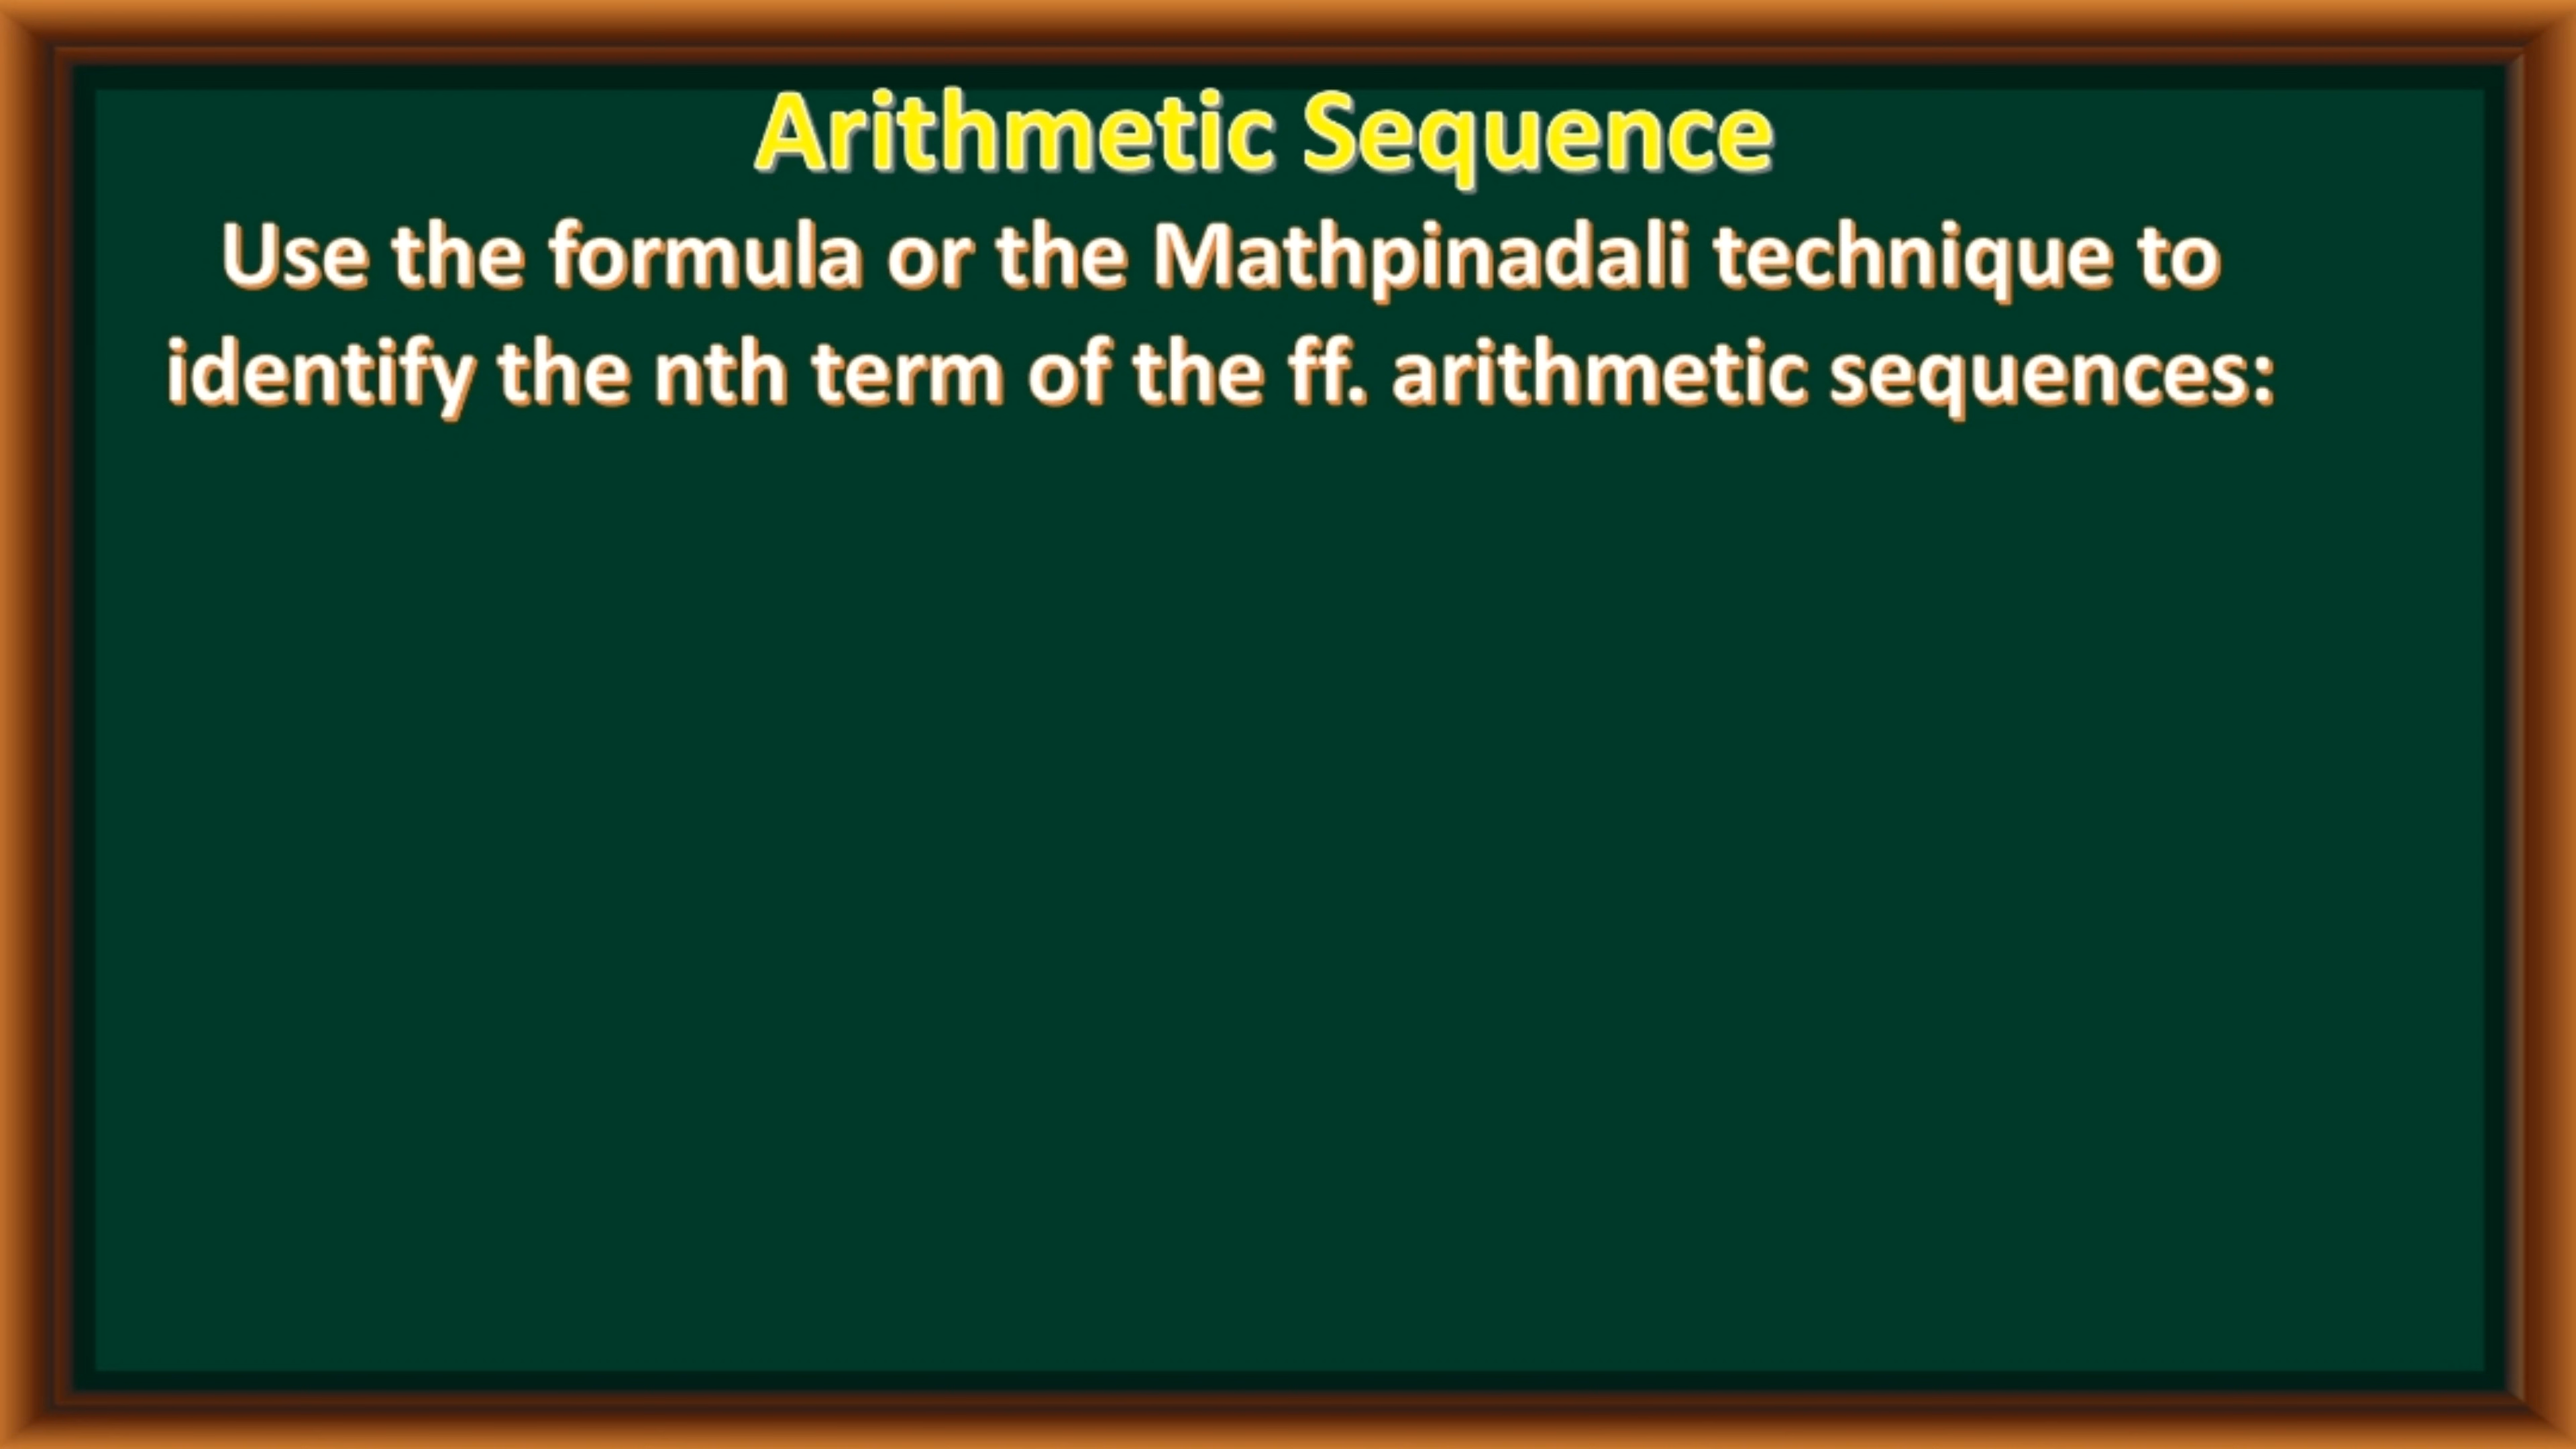 Arithmetic Sequence
Use the formula or the Mathpinadali technique to
identify the nth term of the ff. arithmetic sequences: